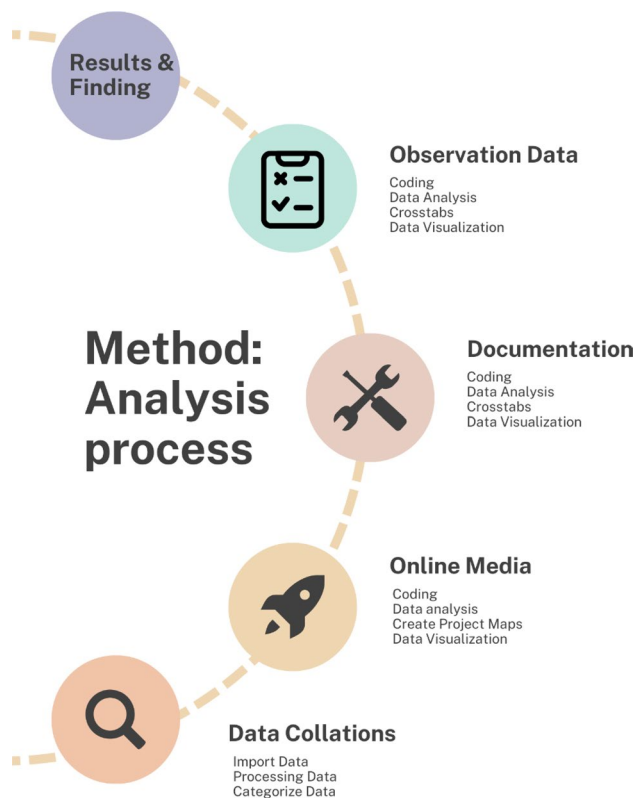 Results &
Finding
Observation Data
Coding
Data Analysis
Crosstabs
Data Visualization
Method:
Analysis
process
Documentation
Coding
Data Analysis
Crosstabs
Data Visualization
Online Media
Coding
Data analysis
Create Project Maps
Data Visualization
Data Collations
Import Data
Processing Data
Categorize Data